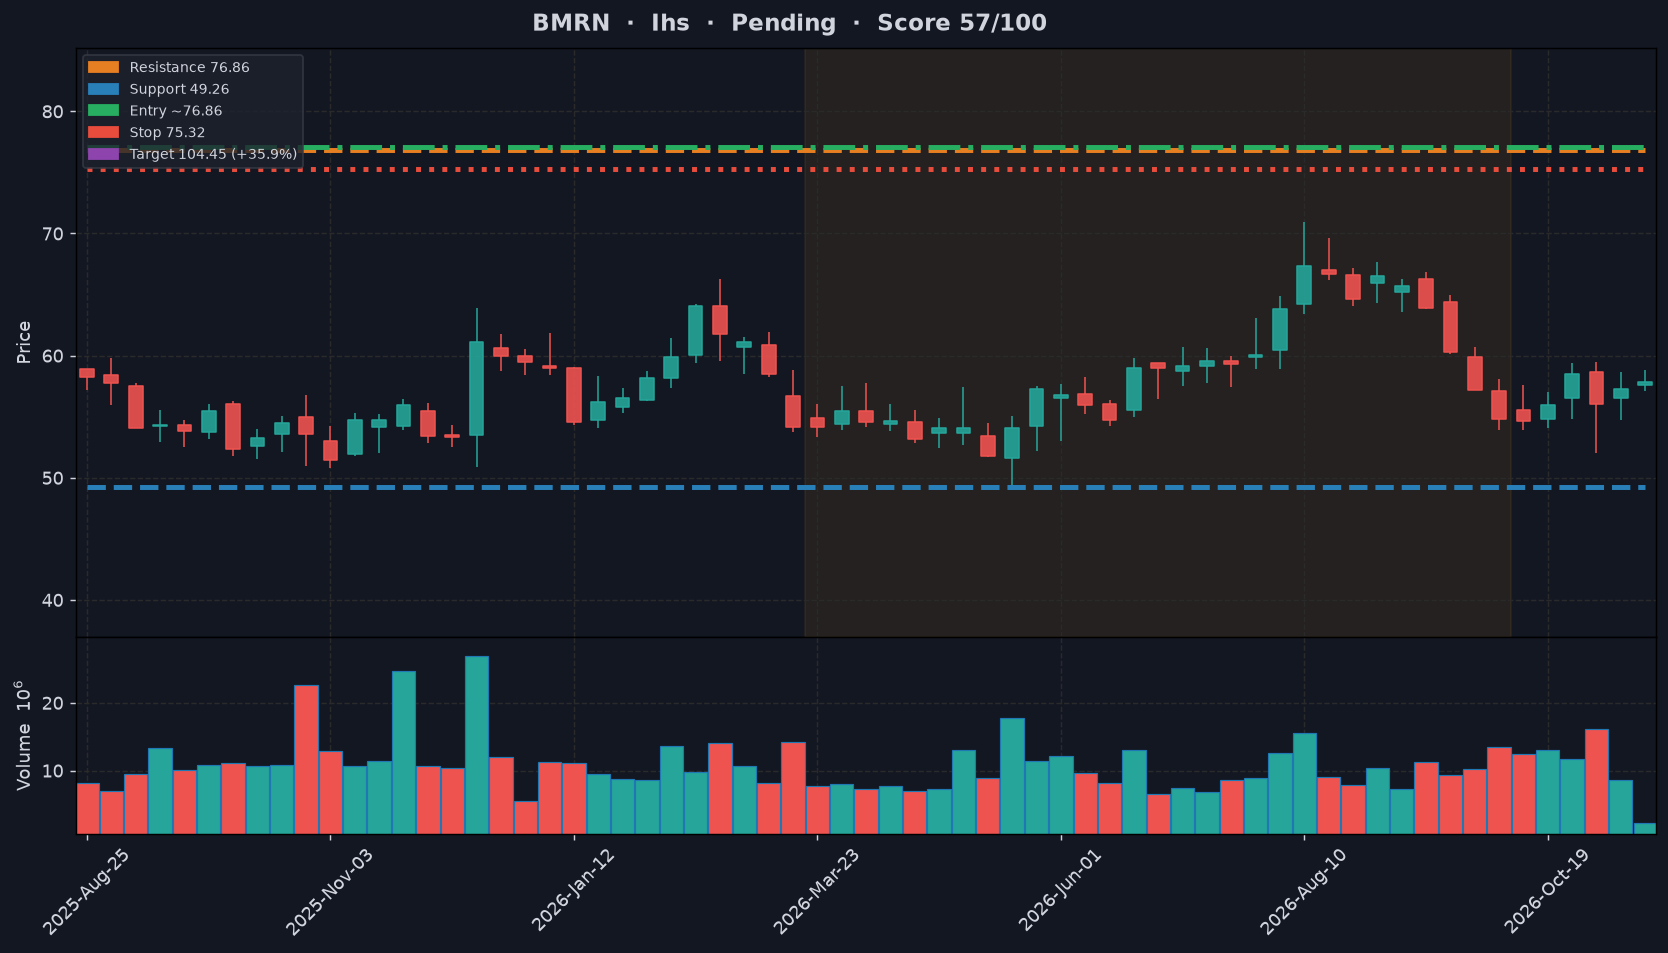 BMRN · Ihs · Pending · Score 57/100
Resistance 76.86
Support 49.26
Entry ~76.86
Stop 75.32
Target 104.45 (+35.9%)
Price
80
70
60
50
40
Volume 10⁶
20
10
2025-Aug-25
2025-Nov-03
2026-Jan-12
2026-Mar-23
2026-Jun-01
2026-Aug-10
2026-Oct-19